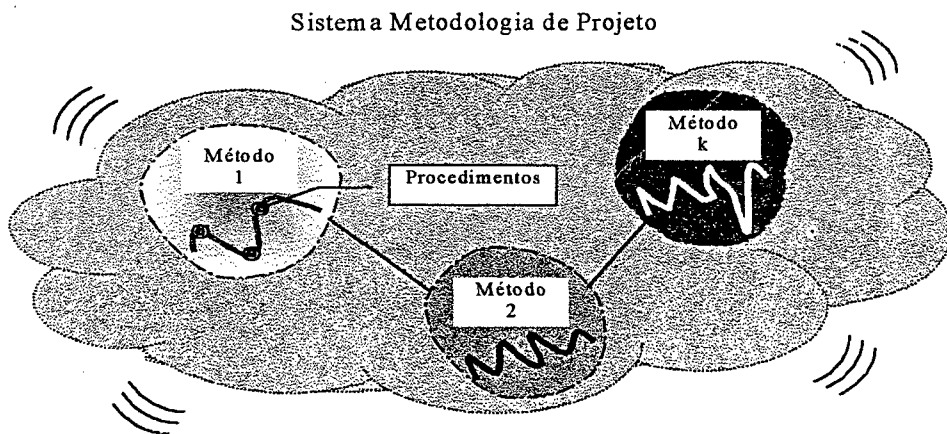 Sistema Metodologia de Projeto
Método
1
Procedimentos
Método
k
Método
2